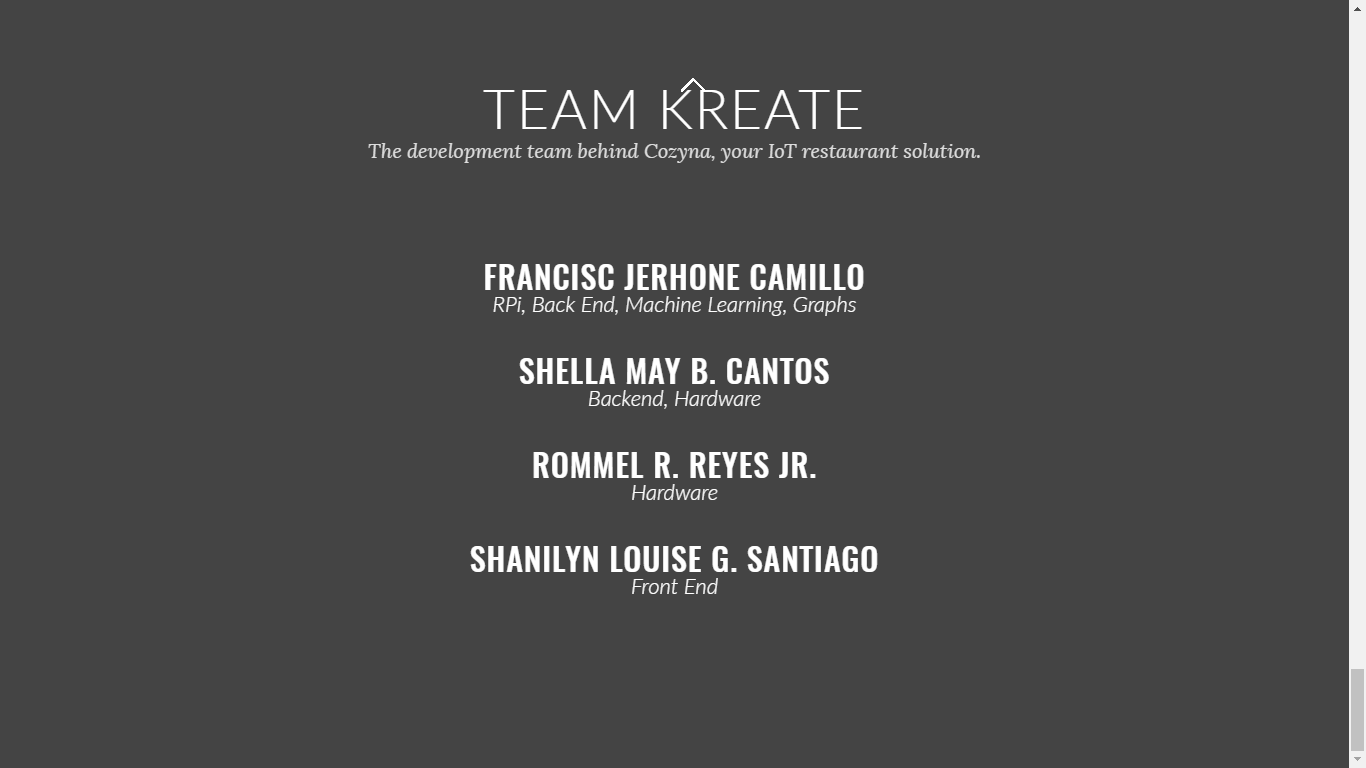 TEAM KREATE
The development team behind Cozyna, your IoT restaurant solution.
FRANCISC JERHONE CAMILLO
RPi, Back End, Machine Learning, Graphs
SHELLA MAY B. CANTOS
Backend, Hardware
ROMMEL R. REYES JR.
Hardware
SHANILYN LOUISE G. SANTIAGO
Front End